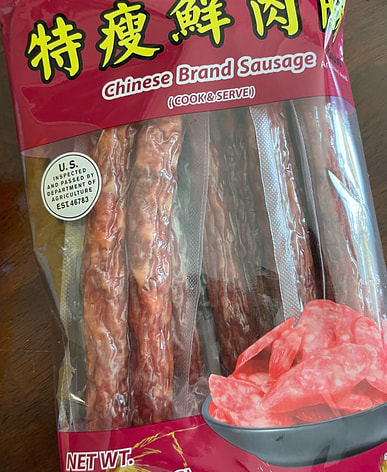 特瘦鮮肉腸
Chinese Brand Sausage
(COOK & SERVE)
U.S.
INSPECTED
AND PASSED BY
DEPARTMENT OF
AGRICULTURE
EST.46783
NET WT.